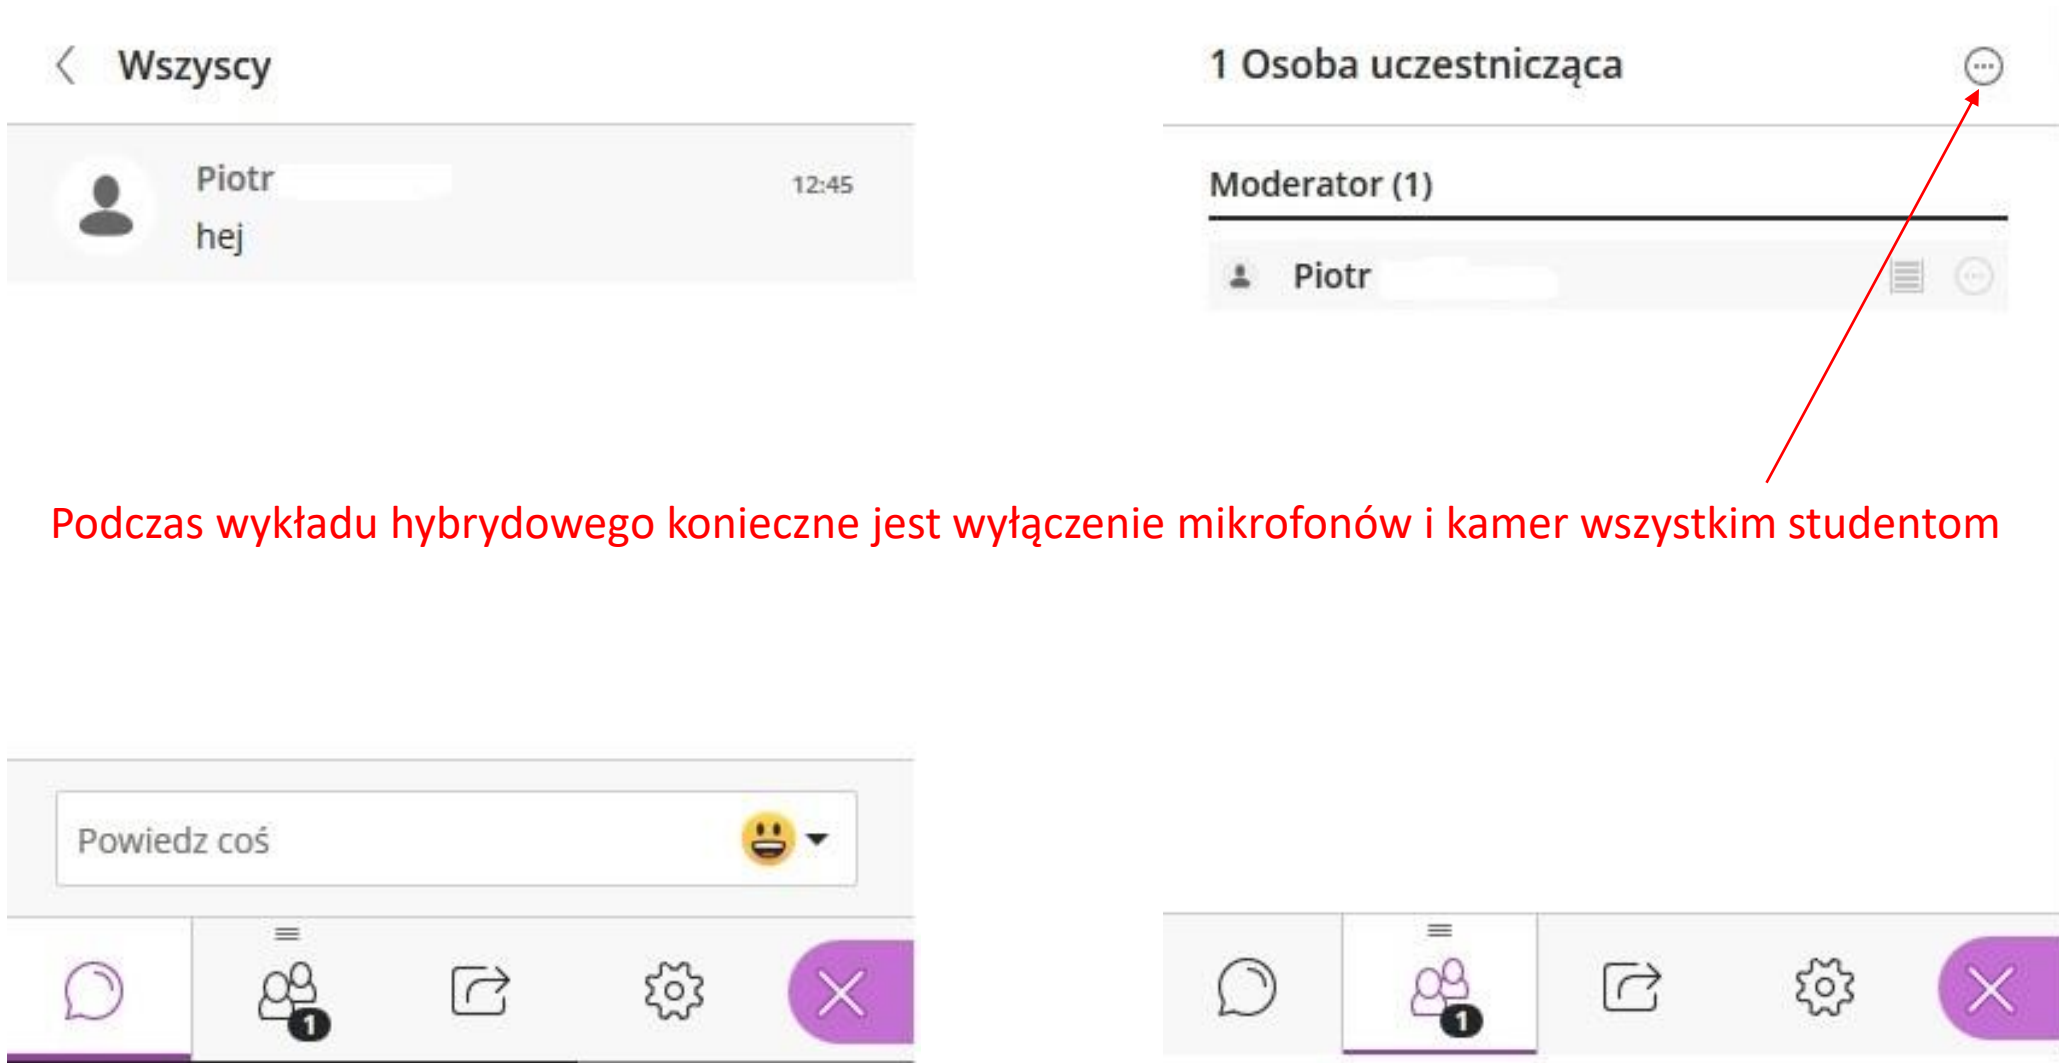 Wszyscy
Piotr
12:45
hej
1 Osoba uczestnicząca
Moderator (1)
Piotr
Podczas wykładu hybrydowego konieczne jest wyłączenie mikrofonów i kamer wszystkim studentom
Powiedz coś
1
1